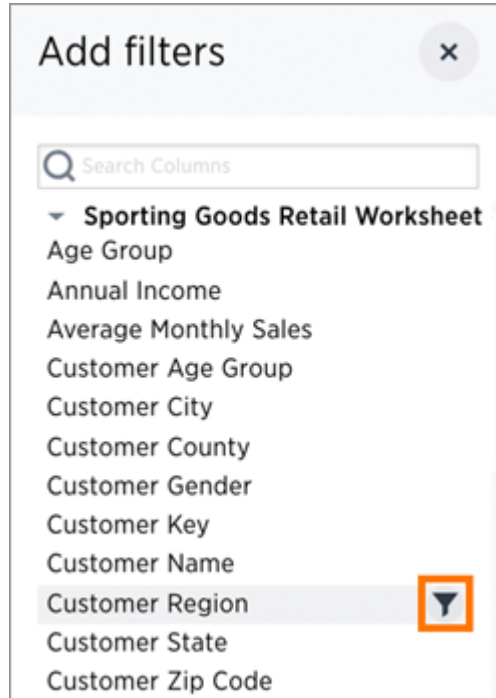 Add filters
Search Columns
Sporting Goods Retail Worksheet
Age Group
Annual Income
Average Monthly Sales
Customer Age Group
Customer City
Customer County
Customer Gender
Customer Key
Customer Name
Customer Region
Customer State
Customer Zip Code